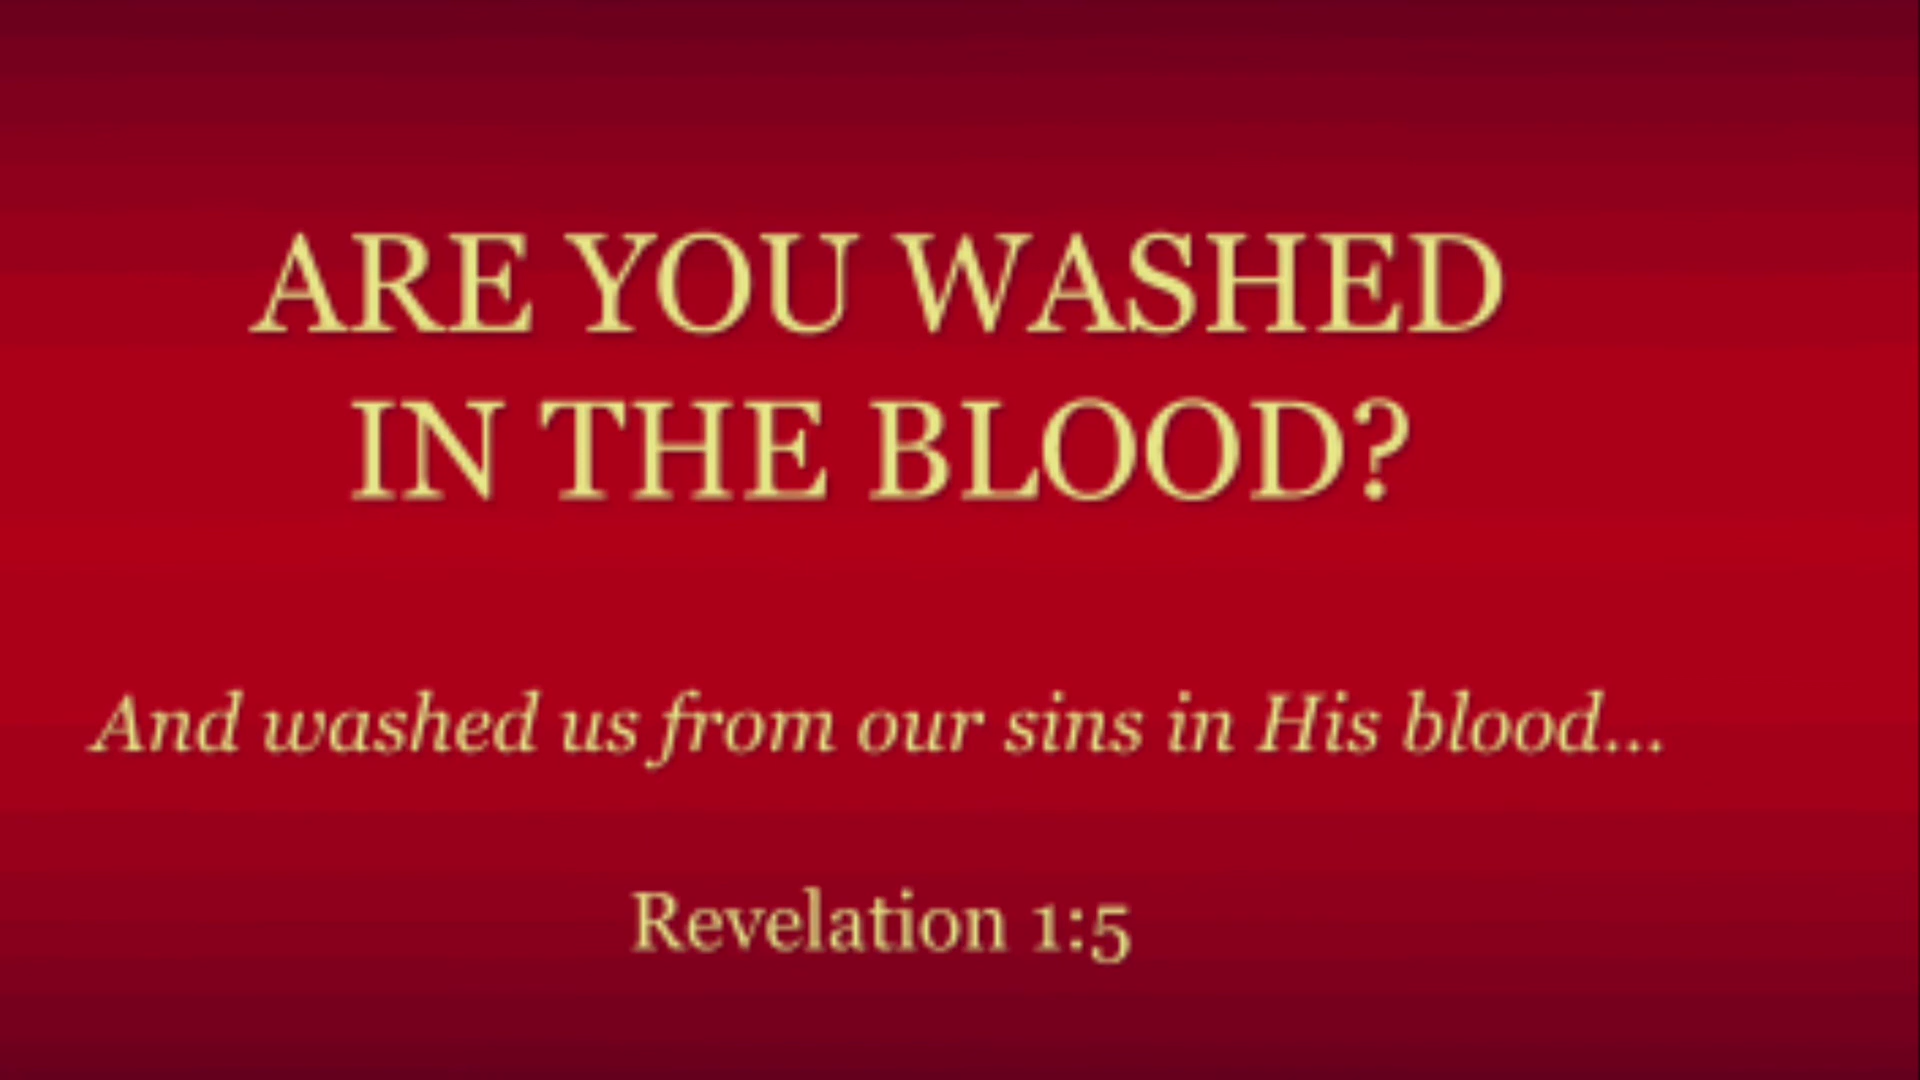 ARE YOU WASHED
IN THE BLOOD?
And washed us from our sins in His blood...
Revelation 1:5